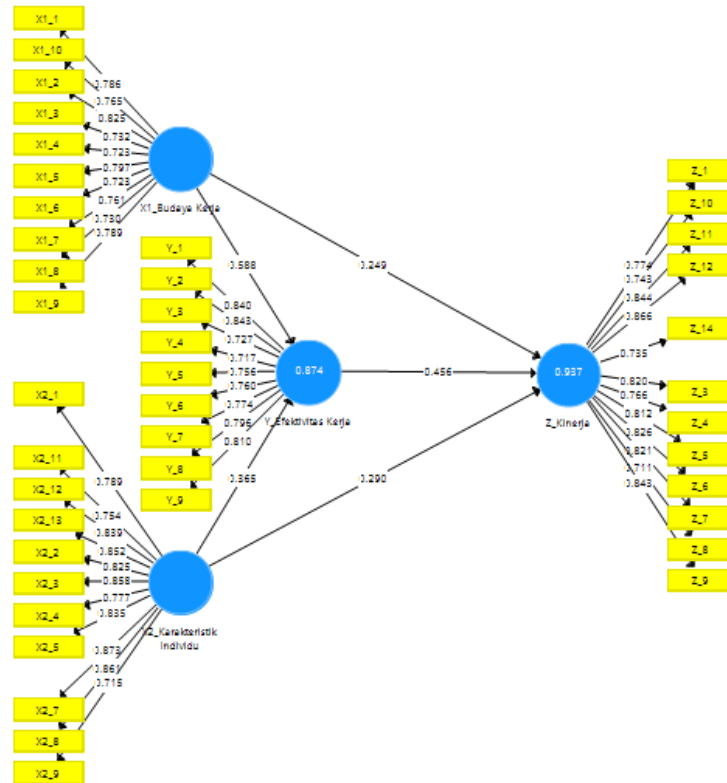 X1_1
X1_10
X1_2
X1_3
X1_4
X1_5
X1_6
X1_7
X1_8
X1_9
0.786
0.765
0.825
0.732
0.723
0.797
0.723
0.761
0.730
0.789
X1_Budaya Kerja
0.588
0.249
Y_1
Y_2
Y_3
Y_4
Y_5
Y_6
Y_7
Y_8
Y_9
0.840
0.843
0.727
0.717
0.756
0.760
0.774
0.796
0.810
0.874
Y_Efektivitas Kerja
0.456
0.365
0.290
X2_1
X2_11
X2_12
X2_13
X2_2
X2_3
X2_4
X2_5
X2_7
X2_8
X2_9
0.789
0.754
0.839
0.852
0.825
0.858
0.777
0.835
0.873
0.861
0.715
X2_Karakteristik
Individu
0.937
Z_Kinerja
0.774
0.743
0.844
0.866
0.735
0.820
0.766
0.812
0.826
0.821
0.711
0.843
Z_1
Z_10
Z_11
Z_12
Z_14
Z_3
Z_4
Z_5
Z_6
Z_7
Z_8
Z_9